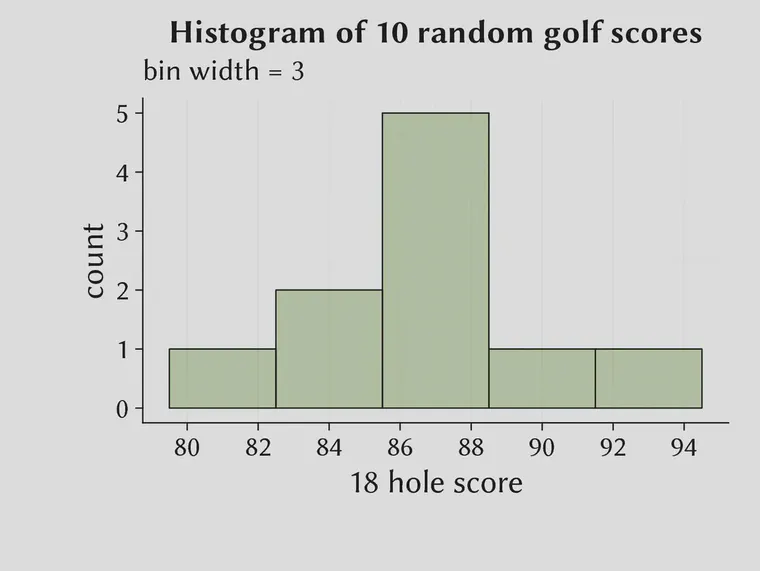 Histogram of 10 random golf scores
bin width = 3
5
4
3
2
1
0
count
80 82 84 86 88 90 92 94
18 hole score